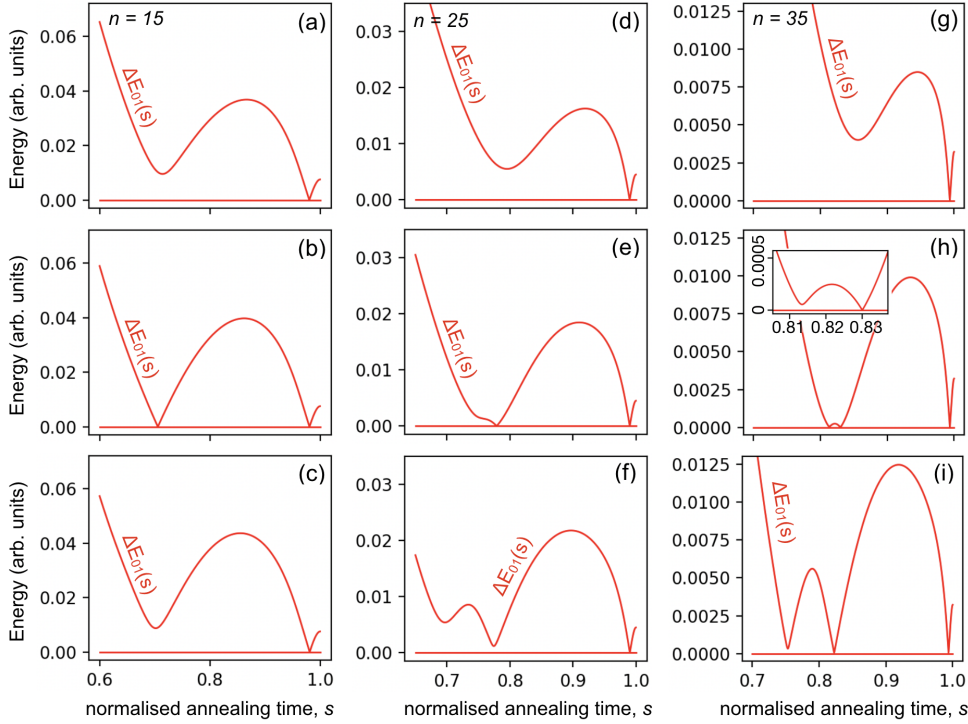 n = 15
(a)
0.06
0.04
0.02
0.00
Energy (arb. units)
ΔE01(s)
n = 25
(d)
0.03
0.02
0.01
0.00
ΔE01(s)
n = 35
(g)
0.0125
0.0100
0.0075
0.0050
0.0025
0.0000
ΔE01(s)
(b)
0.06
0.04
0.02
0.00
Energy (arb. units)
ΔE01(s)
(e)
0.03
0.02
0.01
0.00
ΔE01(s)
(h)
0.0125
0.0100
0.0075
0.0050
0.0025
0.0000
0.0005
0
0.81 0.82 0.83
(c)
0.06
0.04
0.02
0.00
Energy (arb. units)
ΔE01(s)
0.6 0.8 1.0
normalised annealing time, s
(f)
0.03
0.02
0.01
0.00
ΔE01(s)
0.7 0.8 0.9 1.0
normalised annealing time, s
(i)
0.0125
0.0100
0.0075
0.0050
0.0025
0.0000
ΔE01(s)
0.7 0.8 0.9 1.0
normalised annealing time, s